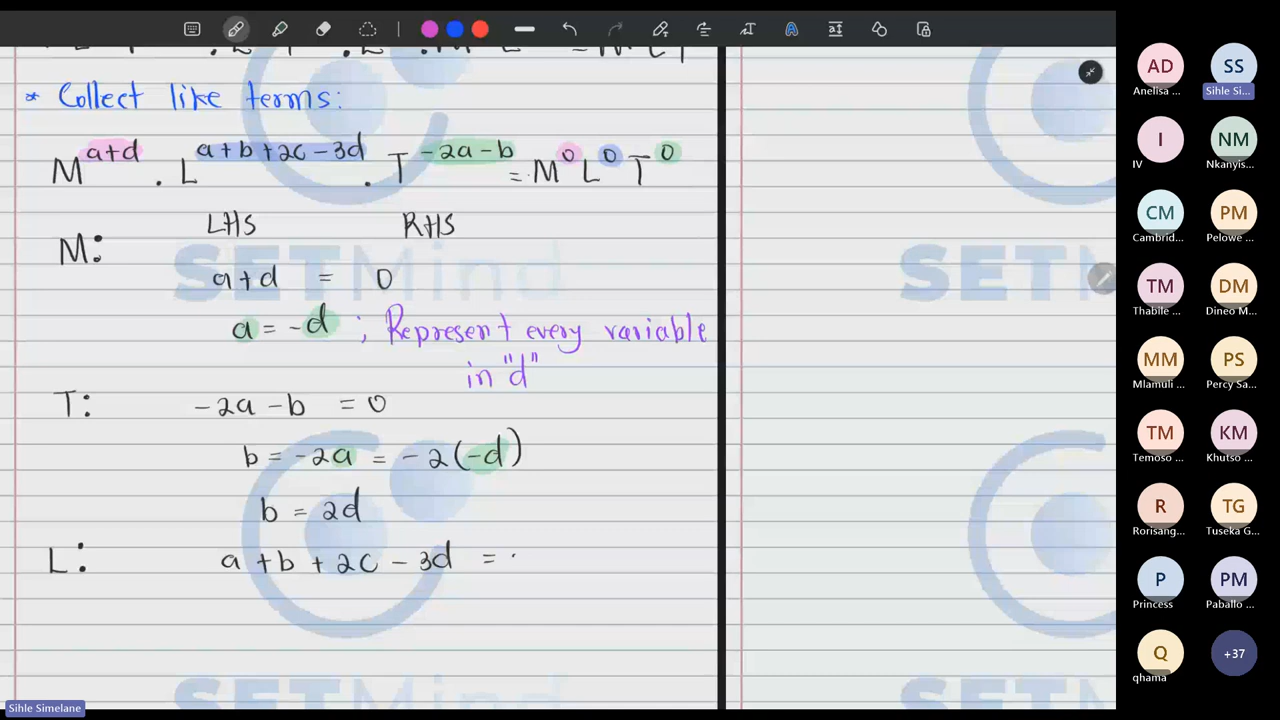 * Collect like terms:
M^{a+d} . L^{a+b+2c-3d} . T^{-2a-b} = M^0 L^0 T^0
LHS RHS
M:
a+d = 0
a = -d ; Represent every variable
in "d"
T: -2a - b = 0
b = -2a = -2(-d)
b = 2d
L: a + b + 2c - 3d =
SETMind
SET
SETMind
SET
Sihle Simelane
AD SS
Anelisa ... Sihle Si...
I NM
IV Nkanyis...
CM PM
Cambrid... Pelowe ...
TM DM
Thabile ... Dineo M...
MM PS
Mlamuli ... Percy Sa...
TM KM
Temoso ... Khutso ...
R TG
Rorisang... Tuseka G...
P PM
Princess Paballo ...
Q +37
qhama